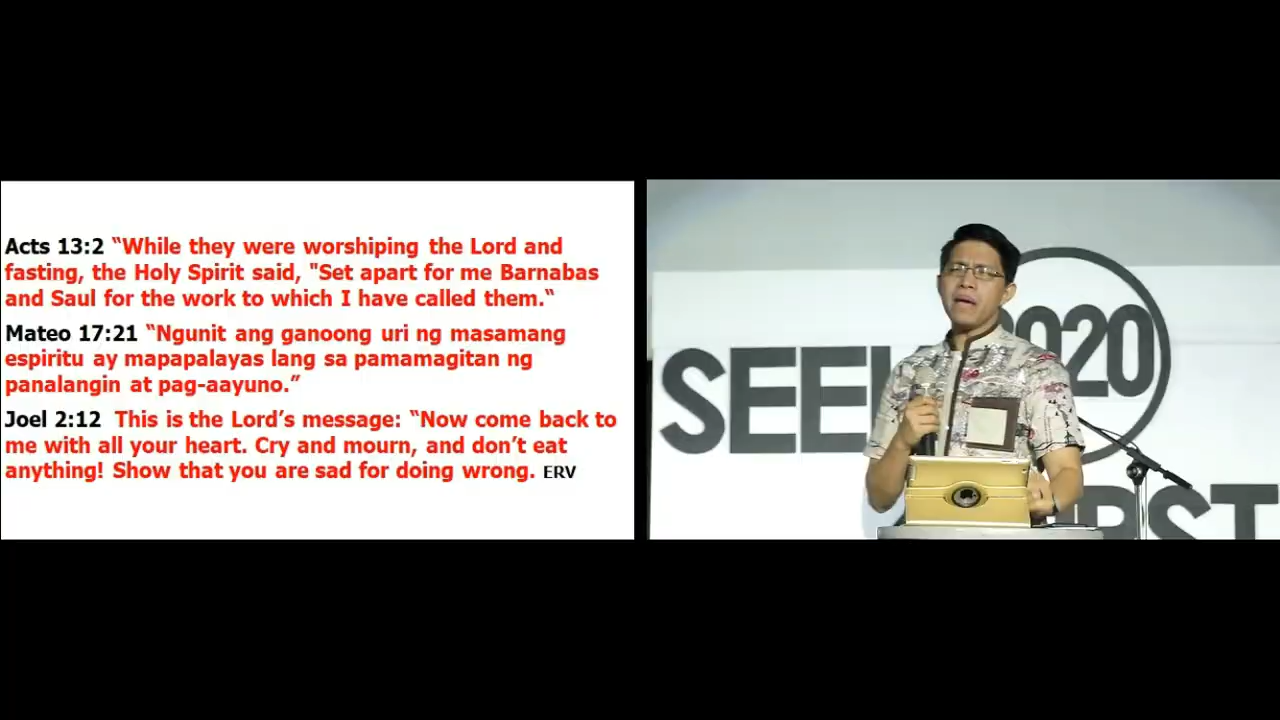 Acts 13:2 “While they were worshiping the Lord and
fasting, the Holy Spirit said, "Set apart for me Barnabas
and Saul for the work to which I have called them.“
Mateo 17:21 “Ngunit ang ganoong uri ng masamang
espiritu ay mapapalayas lang sa pamamagitan ng
panalangin at pag-aayuno.”
Joel 2:12 This is the Lord’s message: “Now come back to
me with all your heart. Cry and mourn, and don’t eat
anything! Show that you are sad for doing wrong. ERV
2020